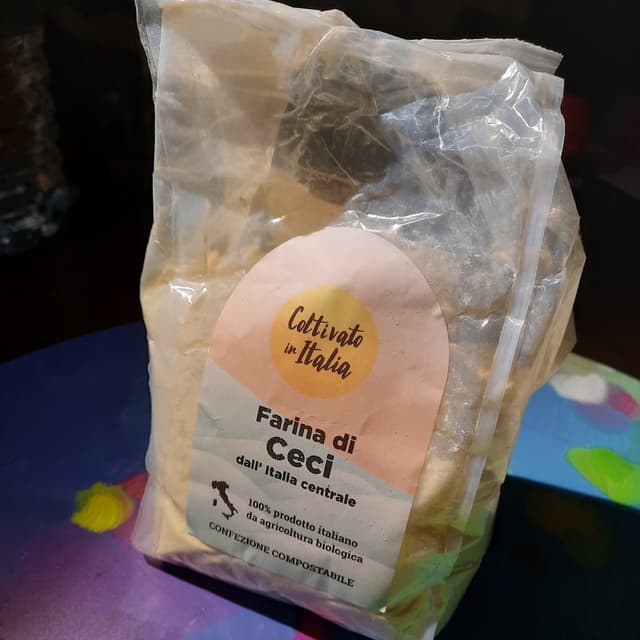 Coltivato
in Italia
Farina di
Ceci
dall' Italia centrale
100% prodotto italiano
da agricoltura biologica
CONFEZIONE COMPOSTABILE